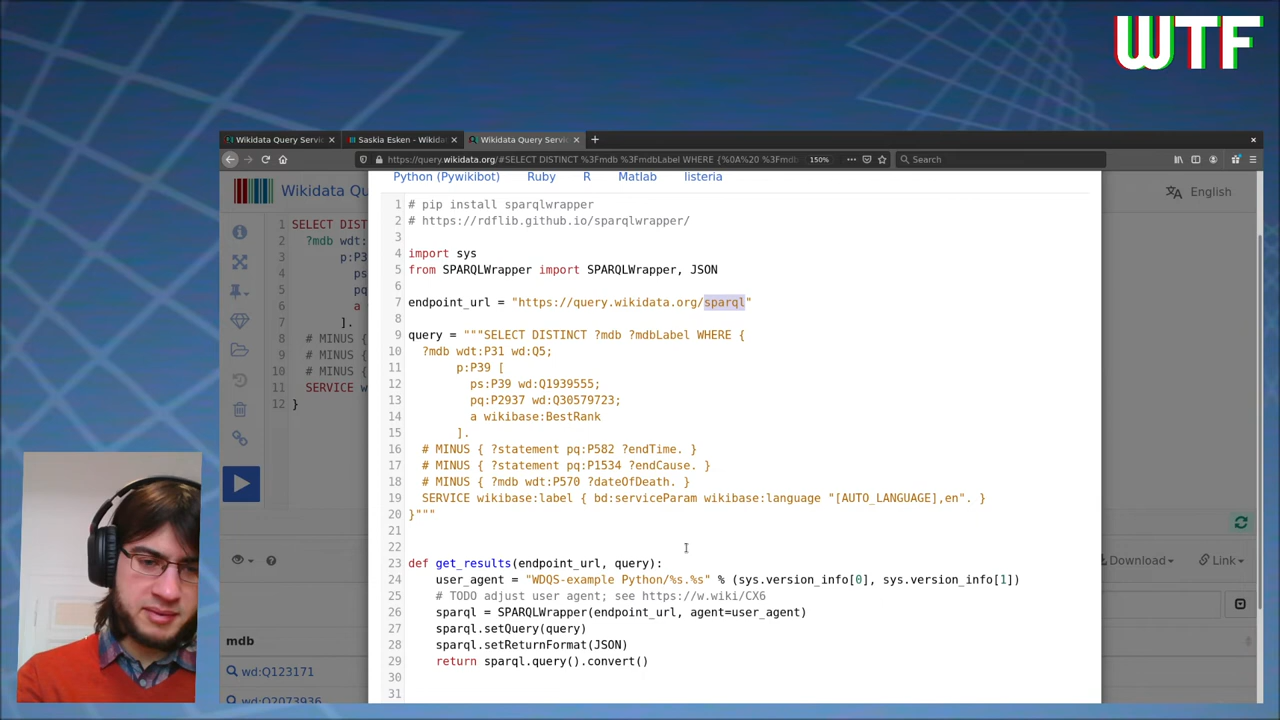 WTF
Wikidata Query Servic
Saskia Esken - Wikidat
Wikidata Query Servic
https://query.wikidata.org/#SELECT DISTINCT %3Fmdb %3FmdbLabel WHERE {%0A%20 %3Fmdb
150%
Search
Wikidata Qu
English
Python (Pywikibot) Ruby R Matlab listeria
1 SELECT DIST
2 ?mdb wdt:
3 p:P3
4 ps
5 pq
6 a
7 ].
8 # MINUS {
9 # MINUS {
10 # MINUS {
11 SERVICE w
12 }
1 # pip install sparqlwrapper
2 # https://rdflib.github.io/sparqlwrapper/
3
4 import sys
5 from SPARQLWrapper import SPARQLWrapper, JSON
6
7 endpoint_url = "https://query.wikidata.org/sparql"
8
9 query = """SELECT DISTINCT ?mdb ?mdbLabel WHERE {
10 ?mdb wdt:P31 wd:Q5;
11 p:P39 [
12 ps:P39 wd:Q1939555;
13 pq:P2937 wd:Q30579723;
14 a wikibase:BestRank
15 ].
16 # MINUS { ?statement pq:P582 ?endTime. }
17 # MINUS { ?statement pq:P1534 ?endCause. }
18 # MINUS { ?mdb wdt:P570 ?dateOfDeath. }
19 SERVICE wikibase:label { bd:serviceParam wikibase:language "[AUTO_LANGUAGE],en". }
20 }"""
21
22
23 def get_results(endpoint_url, query):
24 user_agent = "WDQS-example Python/%s.%s" % (sys.version_info[0], sys.version_info[1])
25 # TODO adjust user agent; see https://w.wiki/CX6
26 sparql = SPARQLWrapper(endpoint_url, agent=user_agent)
27 sparql.setQuery(query)
28 sparql.setReturnFormat(JSON)
29 return sparql.query().convert()
30
31
Download
Link
mdb
wd:Q123171
wd:Q2073936